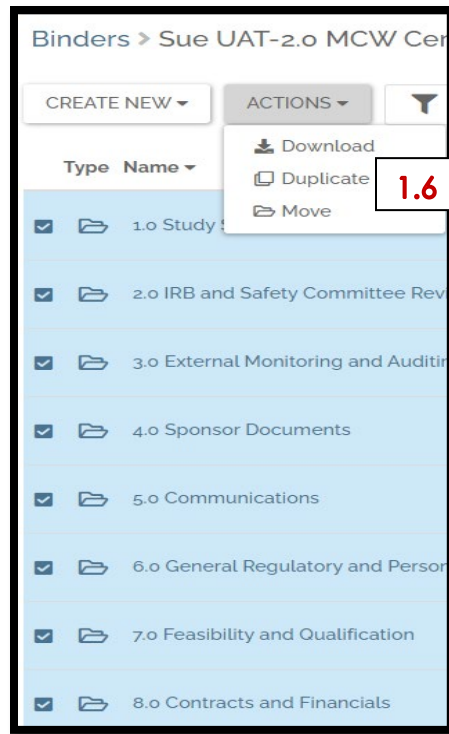 Binders > Sue UAT-2.0 MCW Cer
CREATE NEW ACTIONS
Download
Type Name
Duplicate 1.6
Move
1.0 Study
2.0 IRB and Safety Committee Rev
3.0 External Monitoring and Auditin
4.0 Sponsor Documents
5.0 Communications
6.0 General Regulatory and Person
7.0 Feasibility and Qualification
8.0 Contracts and Financials